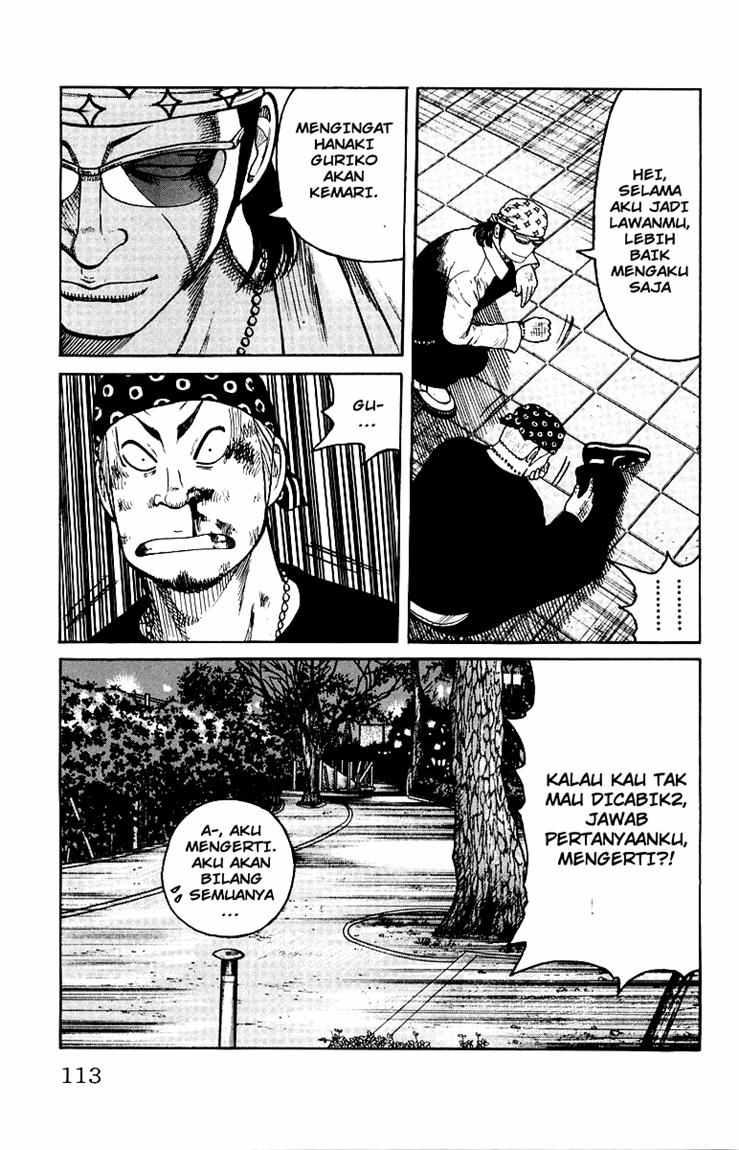 HEI,
SELAMA
AKU JADI
LAWANMU,
LEBIH
BAIK
MENGAKU
SAJA
.......
.......
MENGINGAT
HANAKI
GURIKO
AKAN
KEMARI.
GU-
...
KALAU KAU TAK
MAU DICABIK2,
JAWAB
PERTANYAANKU,
MENGERTI?!
A-, AKU
MENGERTI.
AKU AKAN
BILANG
SEMUANYA
...
113